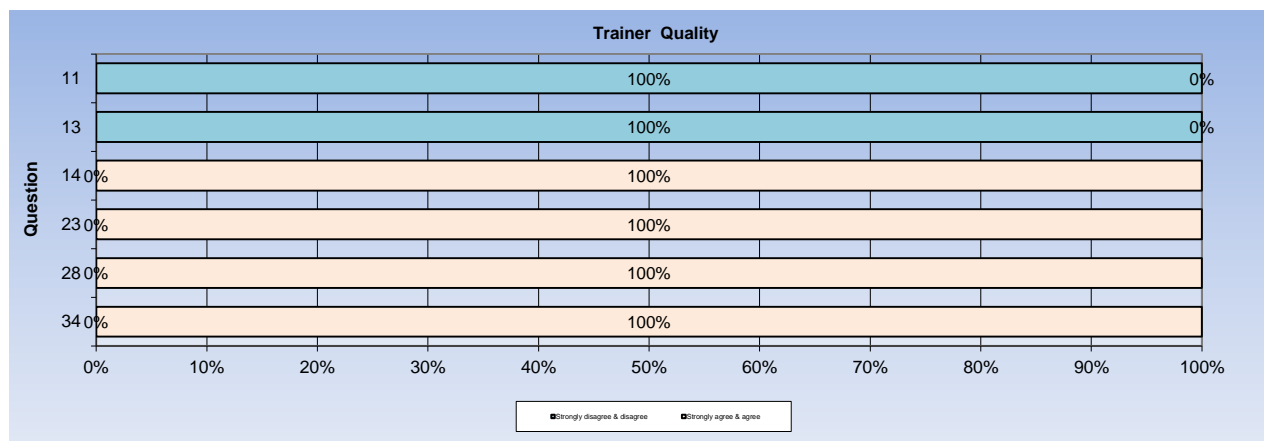 Trainer Quality
11 100% 0%
13 100% 0%
14 0% 100%
23 0% 100%
28 0% 100%
34 0% 100%
Question
0% 10% 20% 30% 40% 50% 60% 70% 80% 90% 100%
Strongly disagree & disagree Strongly agree & agree